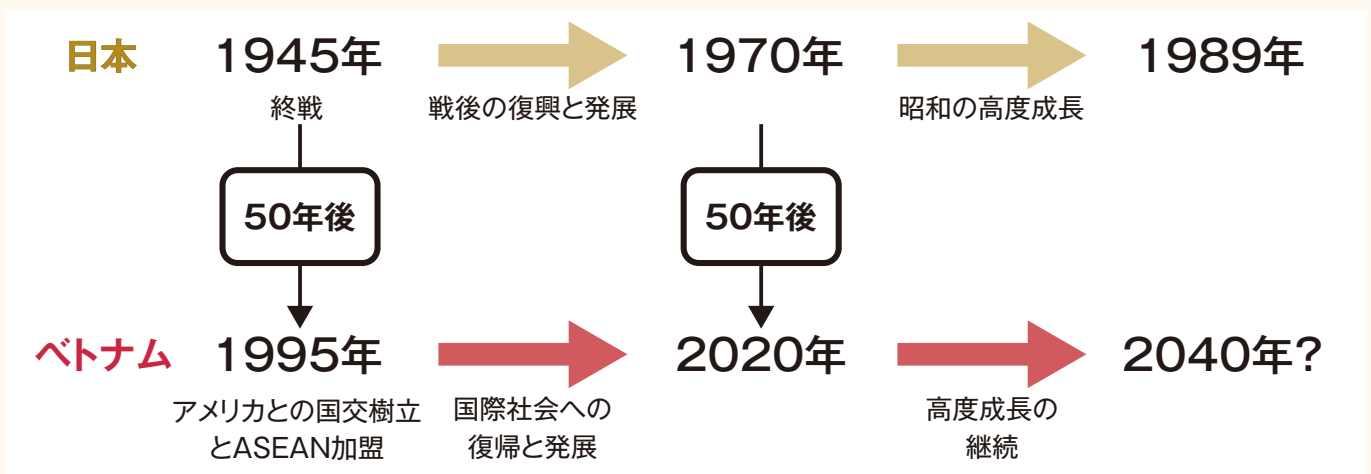 日本 1945年 1970年 1989年
終戦 戦後の復興と発展 昭和の高度成長
50年後 50年後
ベトナム 1995年 2020年 2040年?
アメリカとの国交樹立 国際社会への 高度成長の
とASEAN加盟 復帰と発展 継続